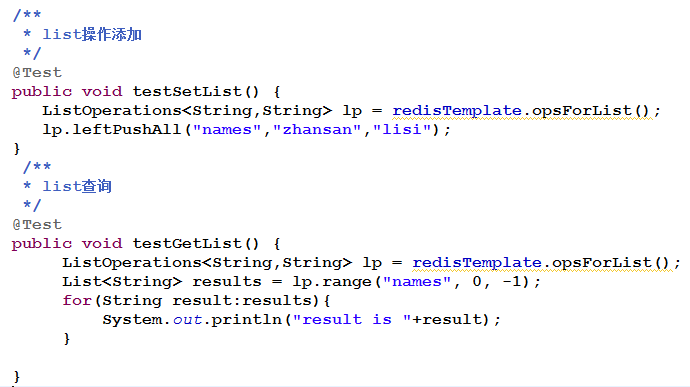 /**
 * list操作添加
 */
@Test
public void testSetList() {
   ListOperations<String,String> lp = redisTemplate.opsForList();
   lp.leftPushAll("names","zhansan","lisi");
}
 /**
 * list查询
 */
@Test
public void testGetList() {
     ListOperations<String,String> lp = redisTemplate.opsForList();
     List<String> results = lp.range("names", 0, -1);
     for(String result:results){
         System.out.println("result is "+result);
     }
}